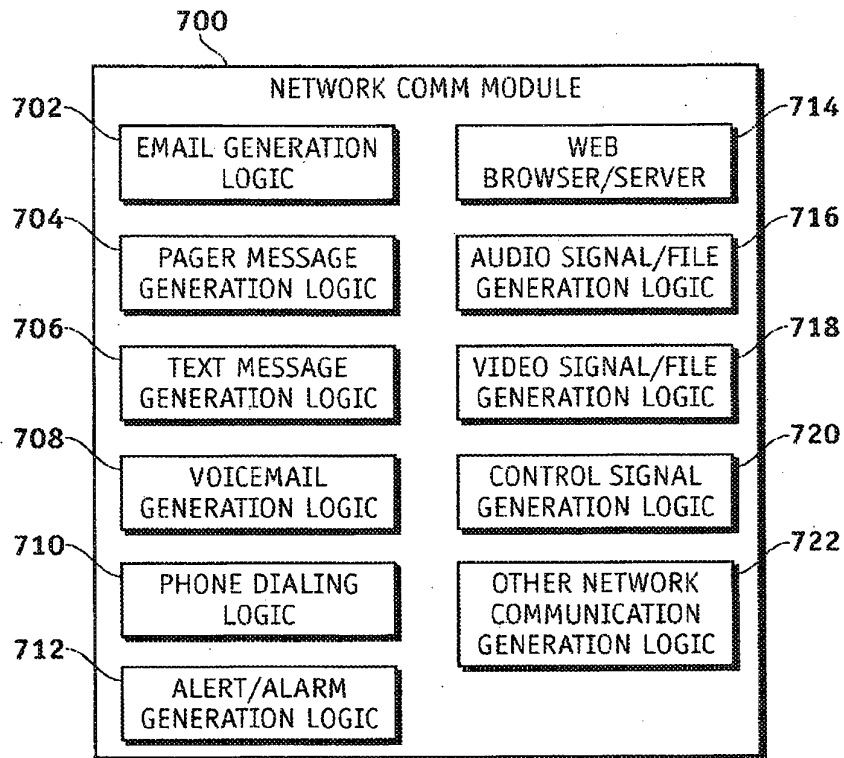 700
NETWORK COMM MODULE
702
EMAIL GENERATION
LOGIC
704
PAGER MESSAGE
GENERATION LOGIC
706
TEXT MESSAGE
GENERATION LOGIC
708
VOICEMAIL
GENERATION LOGIC
710
PHONE DIALING
LOGIC
712
ALERT/ALARM
GENERATION LOGIC
714
WEB
BROWSER/SERVER
716
AUDIO SIGNAL/FILE
GENERATION LOGIC
718
VIDEO SIGNAL/FILE
GENERATION LOGIC
720
CONTROL SIGNAL
GENERATION LOGIC
722
OTHER NETWORK
COMMUNICATION
GENERATION LOGIC